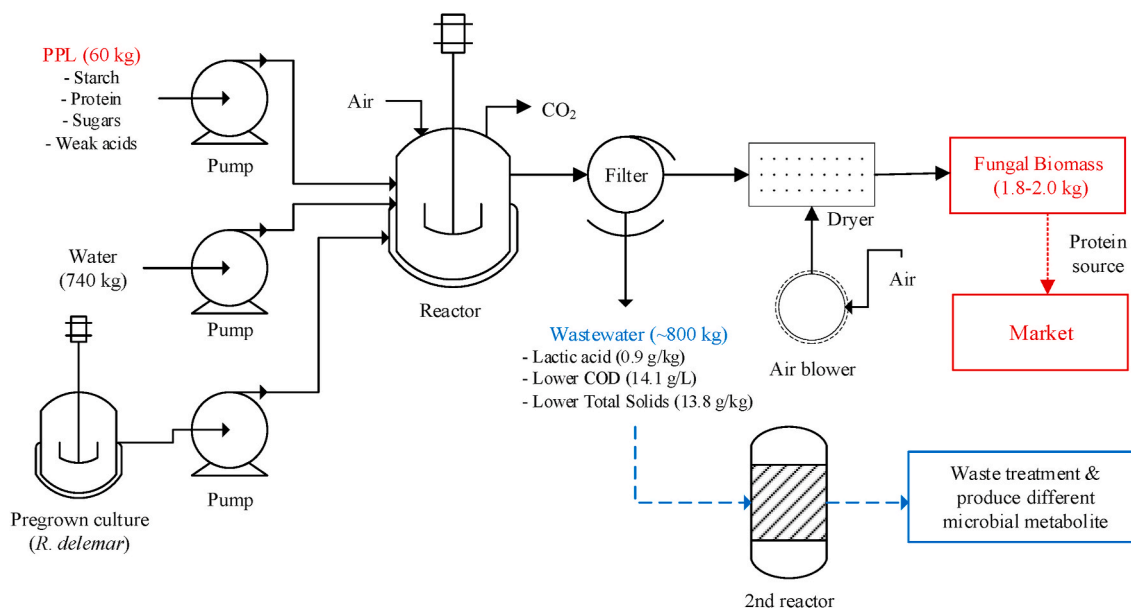 PPL (60 kg)
- Starch
- Protein
- Sugars
- Weak acids
Pump
Air
CO₂
Filter
Dryer
Fungal Biomass
(1.8-2.0 kg)
Protein
source
Market
Water
(740 kg)
Pump
Reactor
Air
Air blower
Wastewater (~800 kg)
- Lactic acid (0.9 g/kg)
- Lower COD (14.1 g/L)
- Lower Total Solids (13.8 g/kg)
Pump
Pregrown culture
(R. delemar)
2nd reactor
Waste treatment &
produce different
microbial metabolite